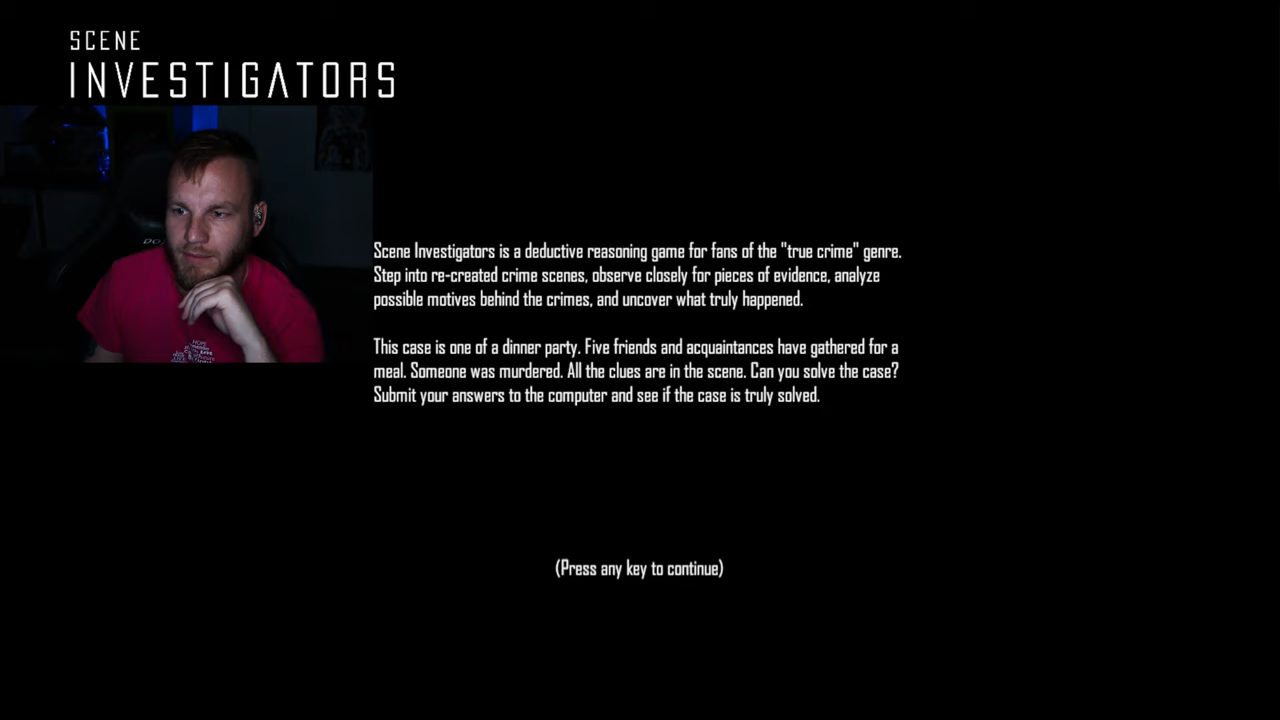 SCENE
INVESTIGATORS
Scene Investigators is a deductive reasoning game for fans of the "true crime" genre.
Step into re-created crime scenes, observe closely for pieces of evidence, analyze
possible motives behind the crimes, and uncover what truly happened.
This case is one of a dinner party. Five friends and acquaintances have gathered for a
meal. Someone was murdered. All the clues are in the scene. Can you solve the case?
Submit your answers to the computer and see if the case is truly solved.
(Press any key to continue)